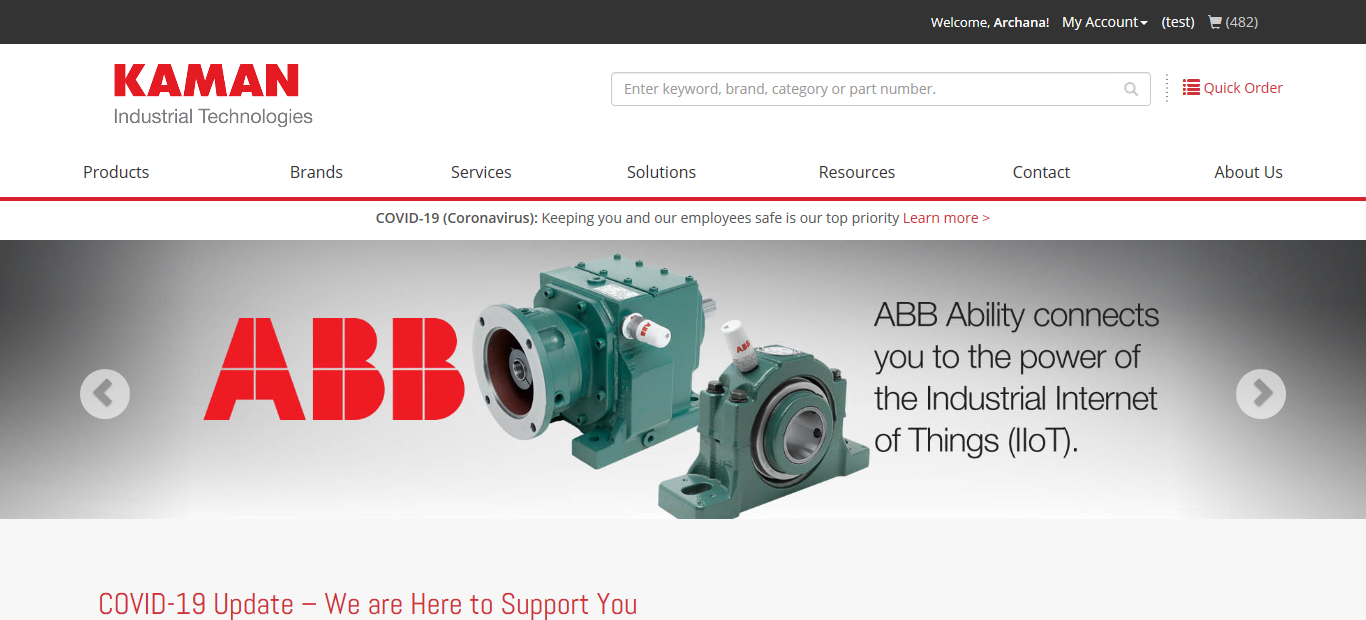 Welcome, Archana! My Account (test) (482)
KAMAN
Industrial Technologies
Enter keyword, brand, category or part number.
Quick Order
Products Brands Services Solutions Resources Contact About Us
COVID-19 (Coronavirus): Keeping you and our employees safe is our top priority Learn more >
ABB
ABB
ABB
ABB Ability connects
you to the power of
the Industrial Internet
of Things (IIoT).
COVID-19 Update – We are Here to Support You